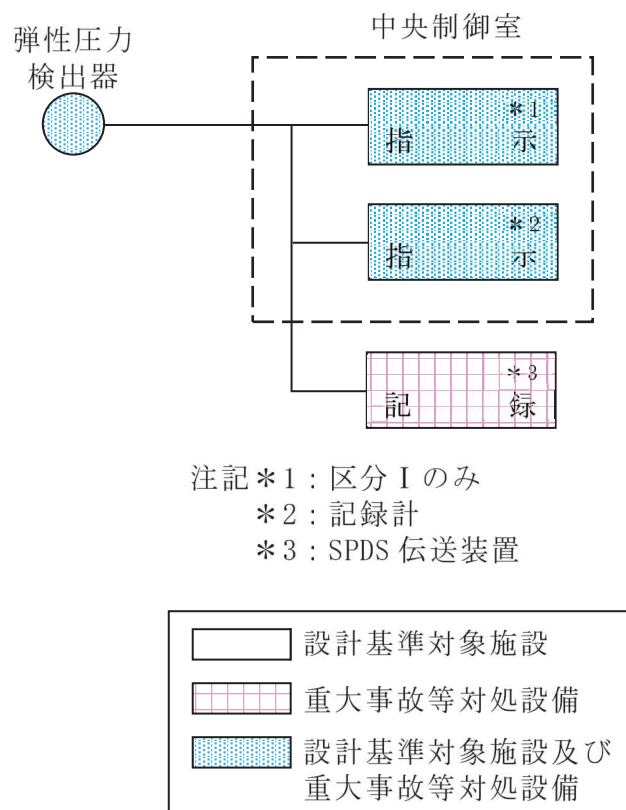 中央制御室
弾性圧力
検出器
*1
指 示
*2
指 示
*3
記 録
注記*1:区分Ⅰのみ
*2:記録計
*3:SPDS伝送装置
設計基準対象施設
重大事故等対処設備
設計基準対象施設及び
重大事故等対処設備